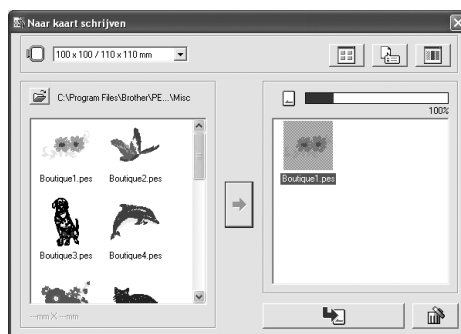 Naar kaart schrijven
100 x 100 / 110 x 110 mm
C:\Program Files\Brother\PE...\Misc
100%
Boutique1.pes Boutique2.pes
Boutique1.pes
Boutique3.pes Boutique4.pes
---mm X ---mm